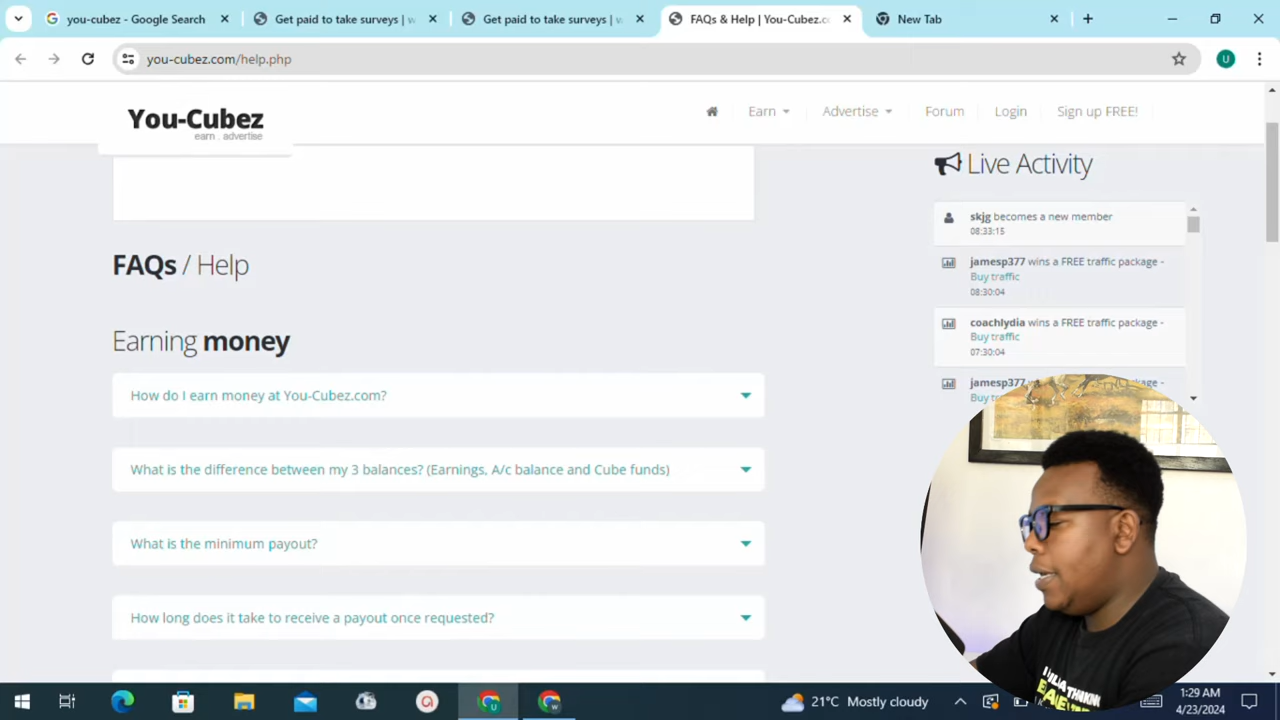 you-cubez - Google Search
Get paid to take surveys | w
Get paid to take surveys | w
FAQs & Help | You-Cubez.co
New Tab
you-cubez.com/help.php
U
You-Cubez
earn . advertise
Earn
Advertise
Forum
Login
Sign up FREE!
Live Activity
skjg becomes a new member
08:33:15
jamesp377 wins a FREE traffic package -
Buy traffic
08:30:04
coachlydia wins a FREE traffic package -
Buy traffic
07:30:04
jamesp377
FAQs / Help
Earning money
How do I earn money at You-Cubez.com?
What is the difference between my 3 balances? (Earnings, A/c balance and Cube funds)
What is the minimum payout?
How long does it take to receive a payout once requested?
21°C Mostly cloudy
1:29 AM
4/23/2024